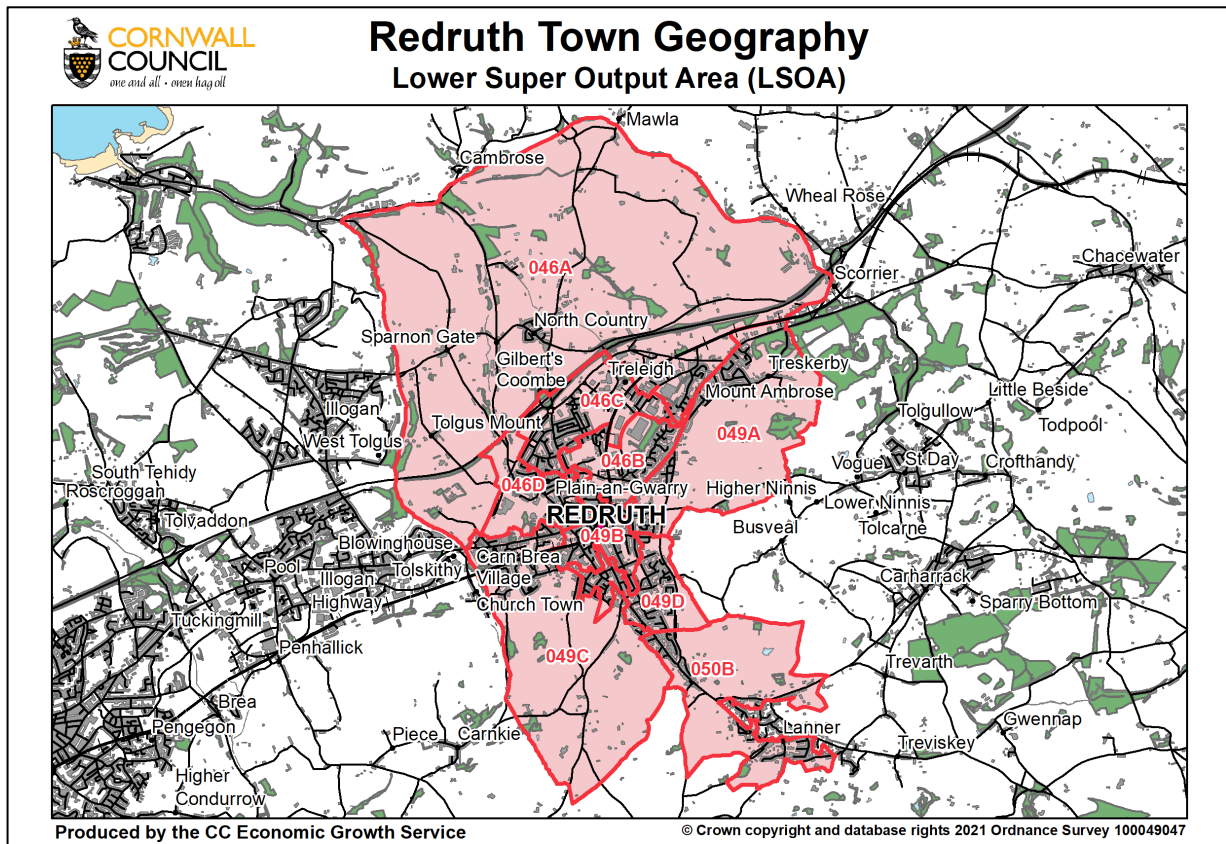 CORNWALL
COUNCIL
one and all • onen hag oll
Redruth Town Geography
Lower Super Output Area (LSOA)
Mawla
Cambrose
Wheal Rose
Chacewater
046A
Scorrier
North Country
Sparnon Gate
Gilbert's
Coombe
Treleigh
Treskerby
Mount Ambrose
Little Beside
046C
Illogan
Tolgus Mount
Tolgullow
Todpool
West Tolgus
049A
046B
Vogue
St Day
Crofthandy
South Tehidy
Roscroggan
046D
Plain-an-Gwarry
Higher Ninnis
Lower Ninnis
Tolvaddon
REDRUTH
Busveal
Tolcarne
049B
Blowinghouse
Carn Brea
Village
Pool
Illogan
Highway
Tolskithy
Carharrack
Church Town
049D
Sparry Bottom
Tuckingmill
Penhallick
049C
050B
Trevarth
Brea
Pengegon
Piece
Carnkie
Lanner
Gwennap
Treviskey
Higher
Condurrow
Produced by the CC Economic Growth Service
© Crown copyright and database rights 2021 Ordnance Survey 100049047